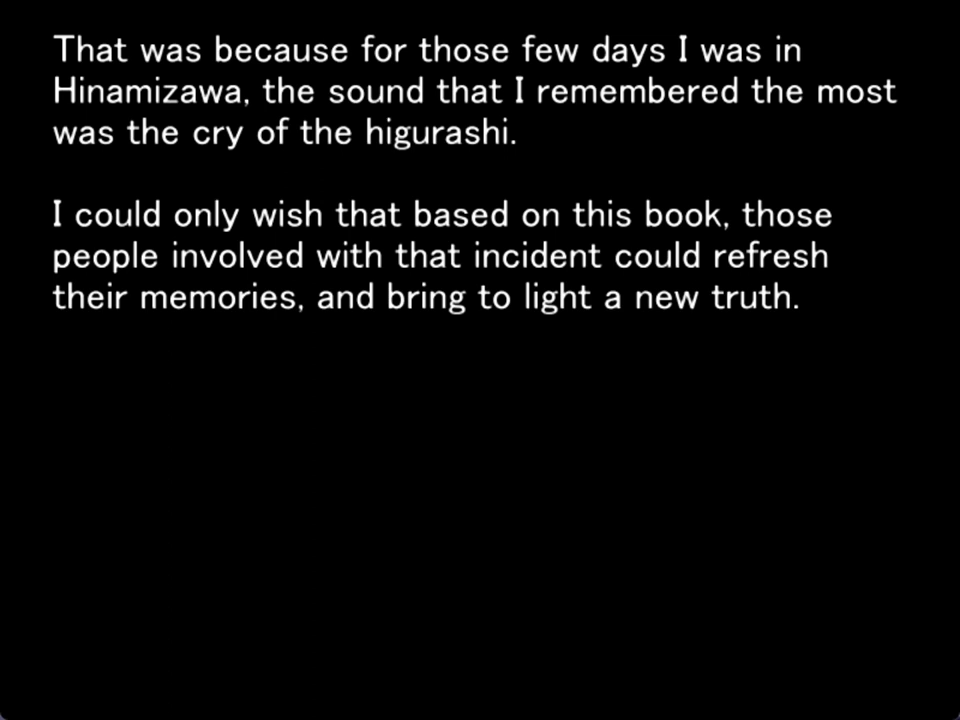 That was because for those few days I was in
Hinamizawa, the sound that I remembered the most
was the cry of the higurashi.
I could only wish that based on this book, those
people involved with that incident could refresh
their memories, and bring to light a new truth.